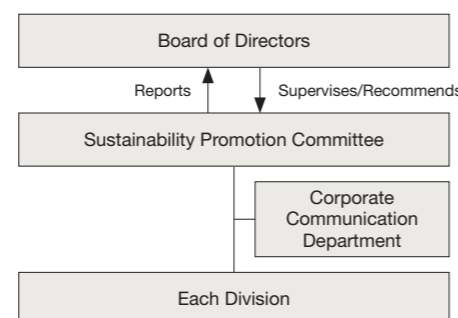 Board of Directors
Reports
Supervises/Recommends
Sustainability Promotion Committee
Corporate
Communication
Department
Each Division